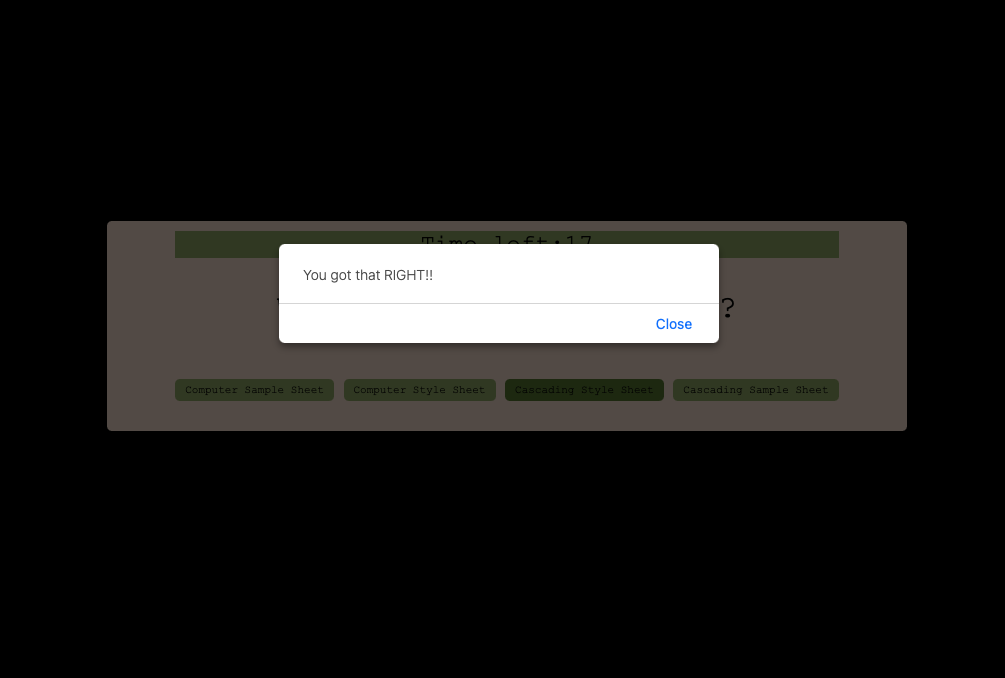 Time left:17
You got that RIGHT!!
?
Close
Computer Sample Sheet
Computer Style Sheet
Cascading Style Sheet
Cascading Sample Sheet